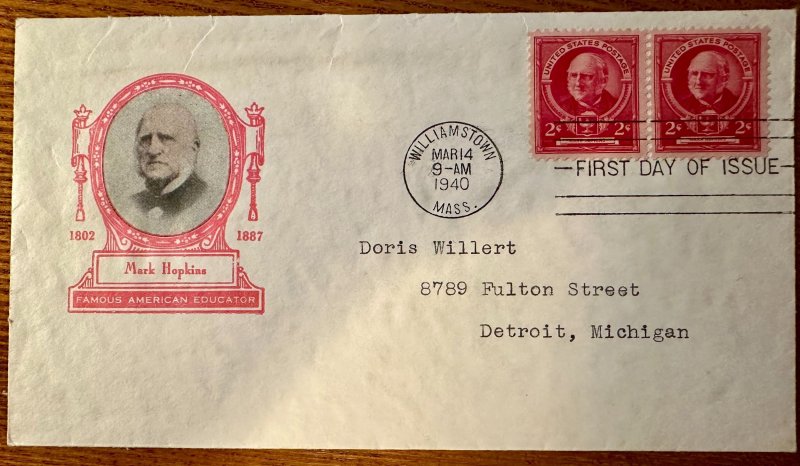 UNITED STATES POSTAGE
2¢ 2¢
UNITED STATES POSTAGE
2¢ 2¢
WILLIAMSTOWN
MAR 14
9-AM
1940
MASS.
FIRST DAY OF ISSUE
1802 1887
Mark Hopkins
FAMOUS AMERICAN EDUCATOR
Doris Willert
8789 Fulton Street
Detroit, Michigan